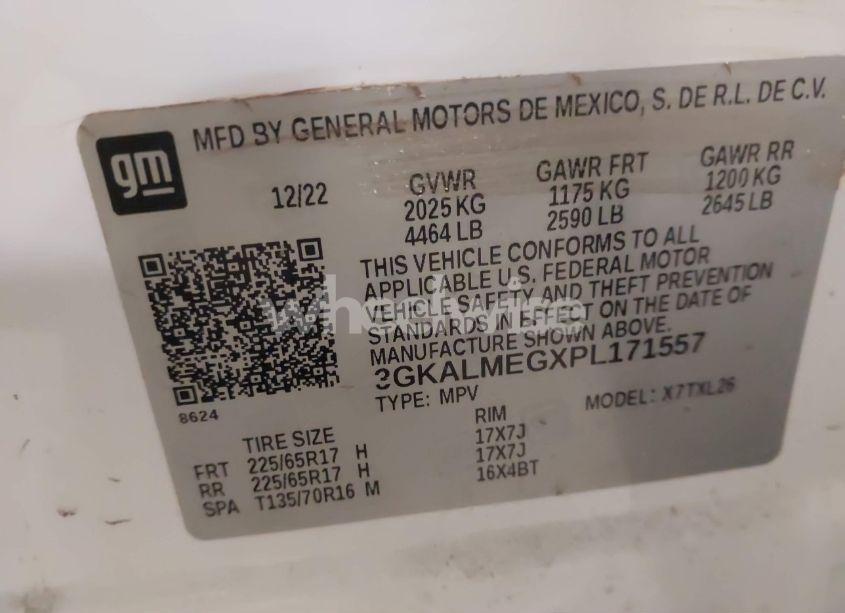 gm
MFD BY GENERAL MOTORS DE MEXICO, S. DE R.L. DE C.V.
12/22
GVWR GAWR FRT GAWR RR
2025 KG 1175 KG 1200 KG
4464 LB 2590 LB 2645 LB
THIS VEHICLE CONFORMS TO ALL
APPLICABLE U.S. FEDERAL MOTOR
VEHICLE SAFETY AND THEFT PREVENTION
STANDARDS IN EFFECT ON THE DATE OF
MANUFACTURE SHOWN ABOVE.
3GKALMEGXPL171557
TYPE: MPV MODEL: X7TXL26
8624
TIRE SIZE RIM
FRT 225/65R17 H 17X7J
RR 225/65R17 H 17X7J
SPA T135/70R16 M 16X4BT